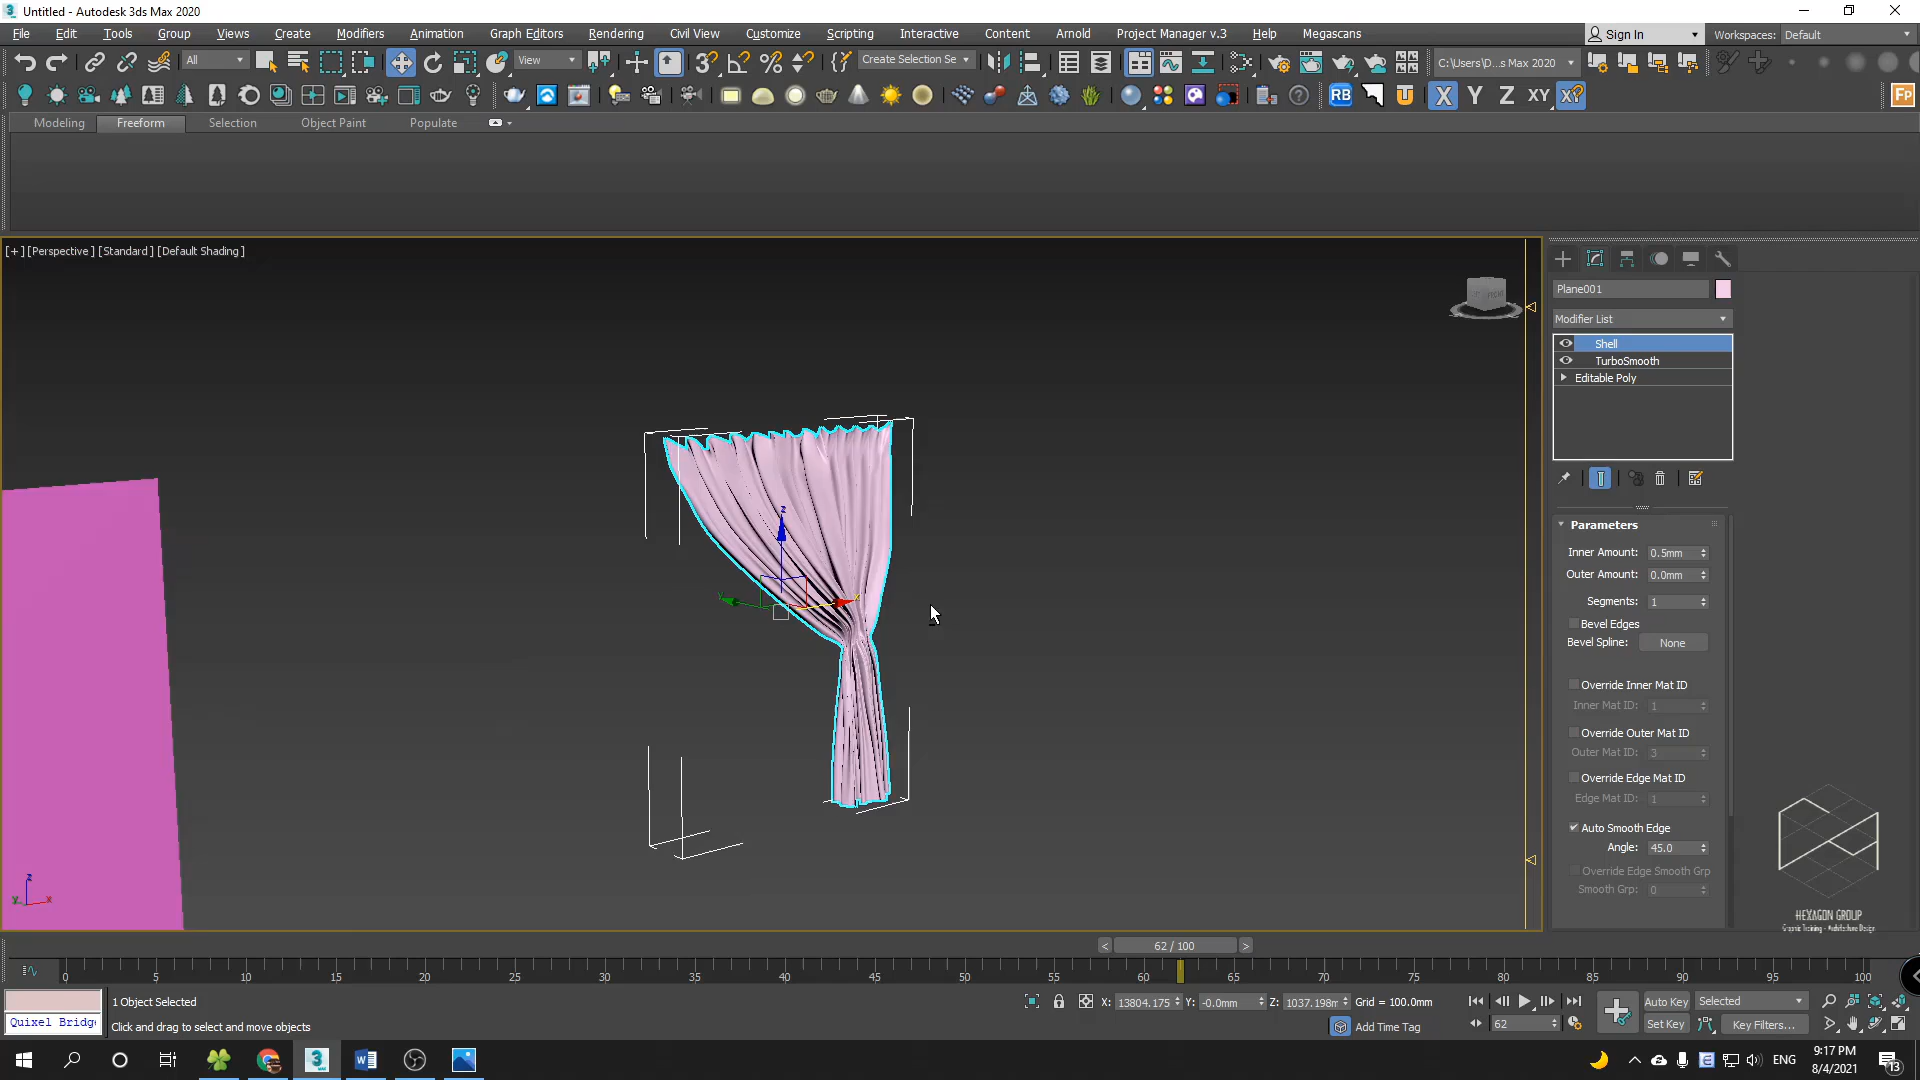 Untitled - Autodesk 3ds Max 2020
File Edit Tools Group Views Create Modifiers Animation Graph Editors Rendering Civil View Customize Scripting Interactive Content Arnold Project Manager v.3 Help Megascans Sign In Workspaces: Default
All View Create Selection Se C:\Users\D...s Max 2020
RB X Y Z XY XY Fp
Modeling Freeform Selection Object Paint Populate
[+] [Perspective] [Standard] [Default Shading]
Plane001
Modifier List
Shell
TurboSmooth
Editable Poly
Parameters
Inner Amount: 0.5mm
Outer Amount: 0.0mm
Segments: 1
Bevel Edges
Bevel Spline: None
Override Inner Mat ID
Inner Mat ID: 1
Override Outer Mat ID
Outer Mat ID: 3
Override Edge Mat ID
Edge Mat ID: 1
Auto Smooth Edge
Angle: 45.0
Override Edge Smooth Grp
Smooth Grp: 0
z
y x
z
y x
HEXAGON GROUP
Graphic Training - Architecture Design
< 62 / 100 >
0 5 10 15 20 25 30 35 40 45 50 55 60 65 70 75 80 85 90 95 100
1 Object Selected X: 13804.175 Y: -0.0mm Z: 1037.198m Grid = 100.0mm Auto Key Selected
Quixel Bridge Click and drag to select and move objects Add Time Tag 62 Set Key Key Filters...
ENG 9:17 PM
8/4/2021 13